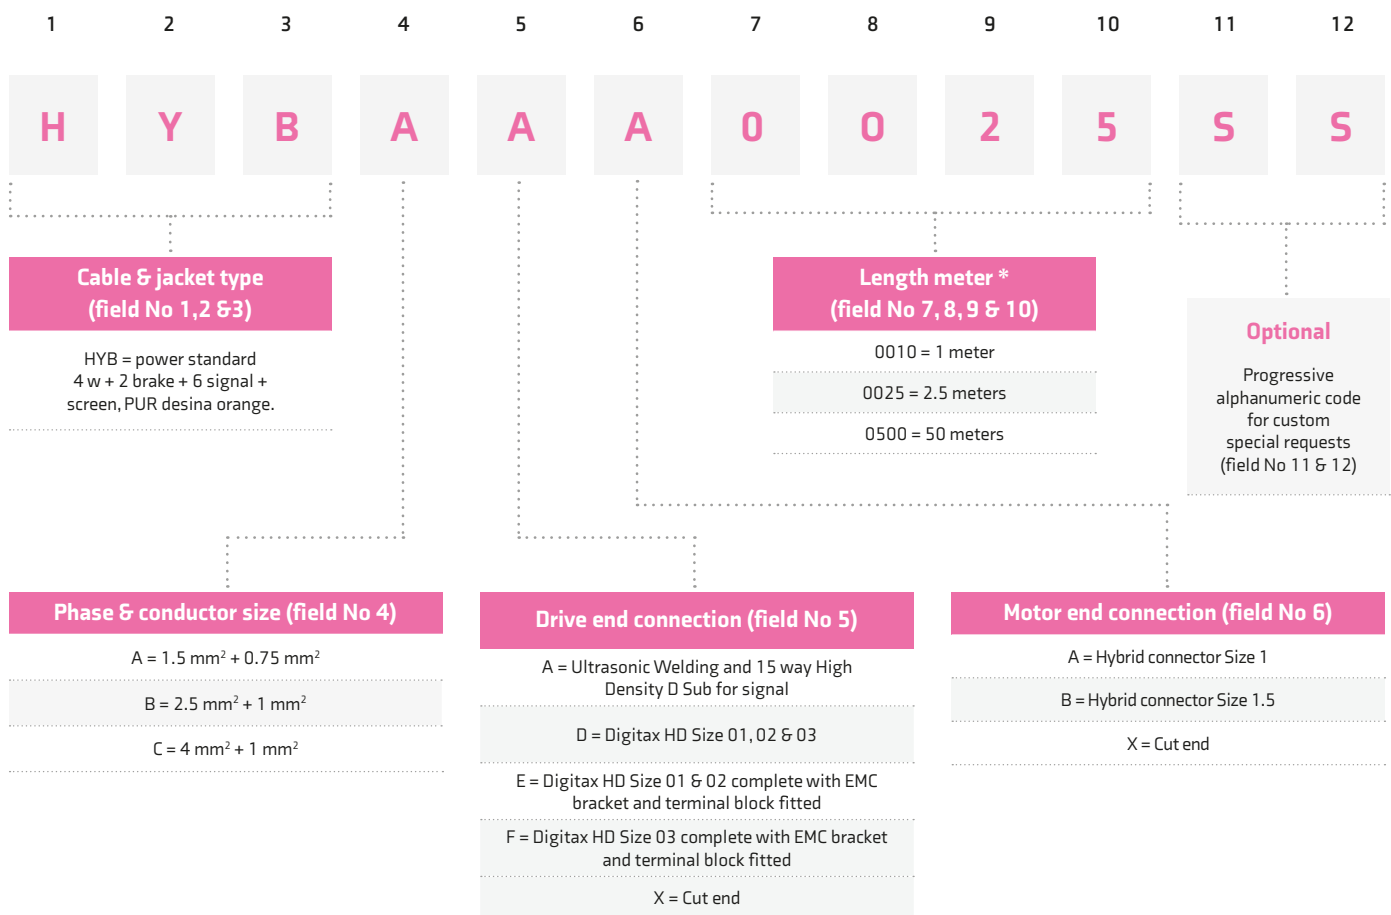 1 2 3 4 5 6 7 8 9 10 11 12
H Y B A A A 0 0 2 5 S S
Cable & jacket type
(field No 1,2 &3)
HYB = power standard
4 w + 2 brake + 6 signal +
screen, PUR desina orange.
Length meter *
(field No 7, 8, 9 & 10)
0010 = 1 meter
0025 = 2.5 meters
0500 = 50 meters
Optional
Progressive
alphanumeric code
for custom
special requests
(field No 11 & 12)
Phase & conductor size (field No 4)
A = 1.5 mm² + 0.75 mm²
B = 2.5 mm² + 1 mm²
C = 4 mm² + 1 mm²
Drive end connection (field No 5)
A = Ultrasonic Welding and 15 way High
Density D Sub for signal
D = Digitax HD Size 01, 02 & 03
E = Digitax HD Size 01 & 02 complete with EMC
bracket and terminal block fitted
F = Digitax HD Size 03 complete with EMC bracket
and terminal block fitted
X = Cut end
Motor end connection (field No 6)
A = Hybrid connector Size 1
B = Hybrid connector Size 1.5
X = Cut end